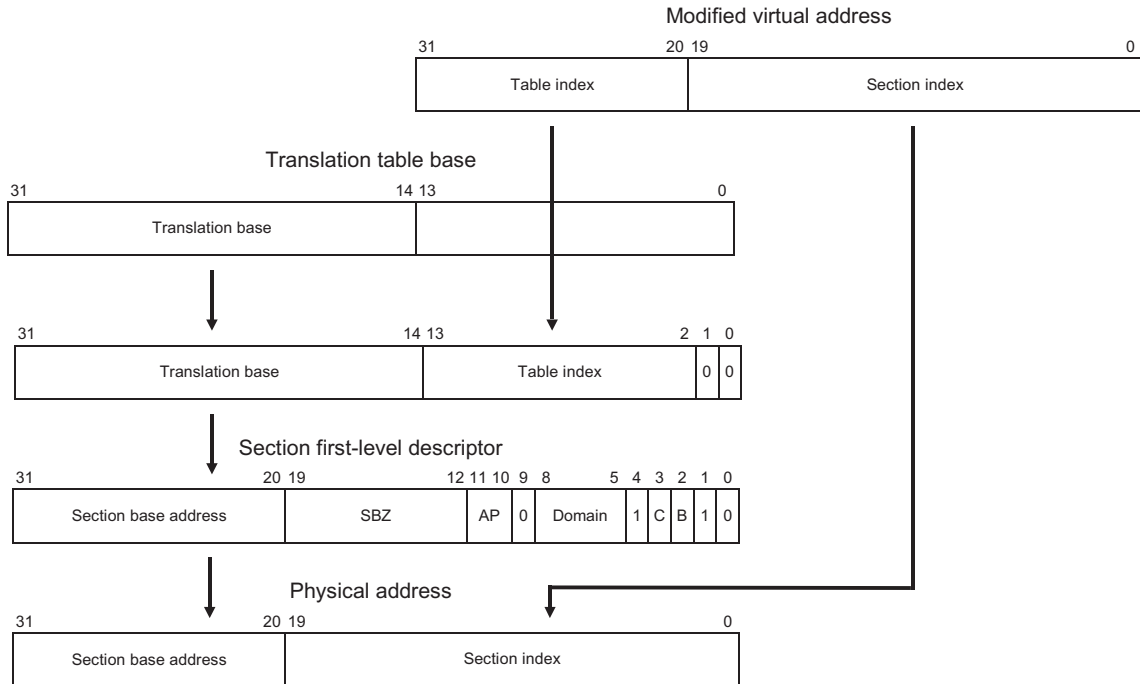 Modified virtual address
31 20 19 0
Table index Section index
Translation table base
31 14 13 0
Translation base
31 14 13 2 1 0
Translation base Table index 0 0
Section first-level descriptor
31 20 19 12 11 10 9 8 5 4 3 2 1 0
Section base address SBZ AP 0 Domain 1 C B 1 0
Physical address
31 20 19 0
Section base address Section index